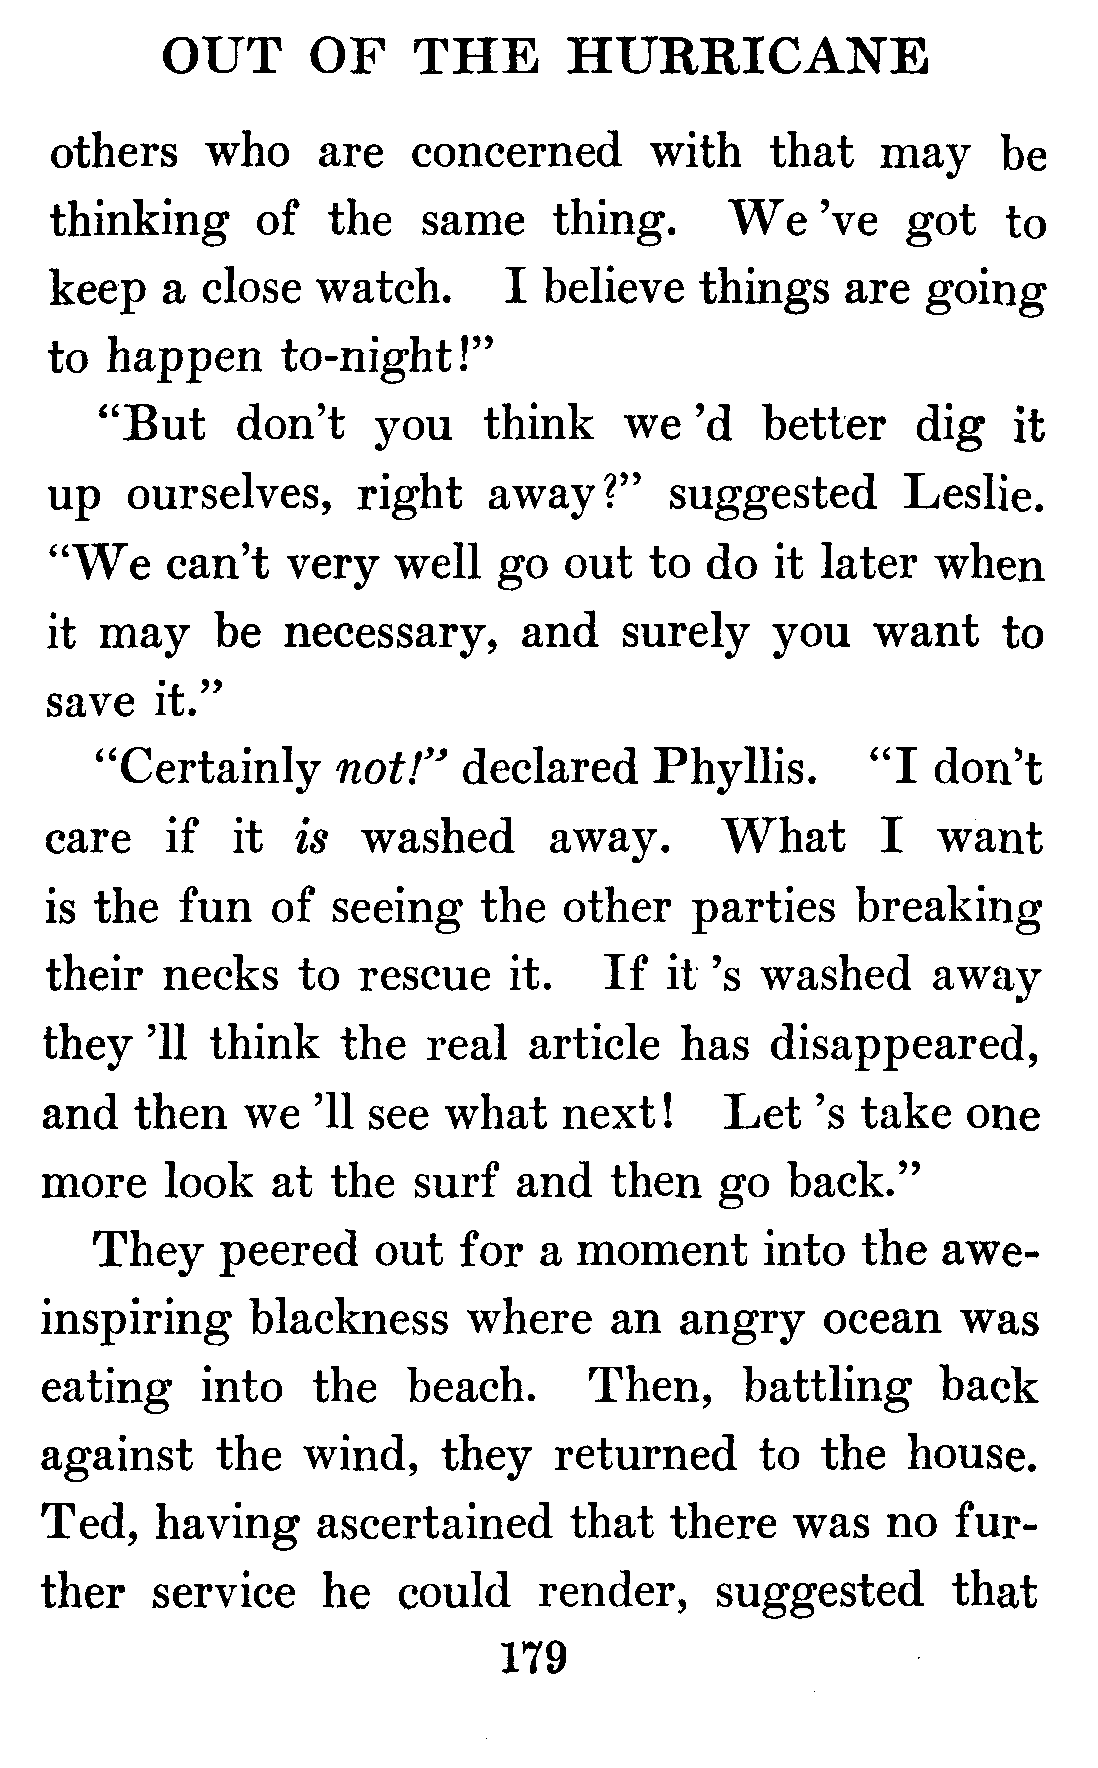 OUT OF THE HURRICANE
others who are concerned with that may be
thinking of the same thing. We 've got to
keep a close watch. I believe things are going
to happen to-night!”
“But don't you think we 'd better dig it
up ourselves, right away?” suggested Leslie.
“We can't very well go out to do it later when
it may be necessary, and surely you want to
save it.”
“Certainly not!” declared Phyllis. “I don't
care if it is washed away. What I want
is the fun of seeing the other parties breaking
their necks to rescue it. If it 's washed away
they 'll think the real article has disappeared,
and then we 'll see what next! Let 's take one
more look at the surf and then go back.”
They peered out for a moment into the awe-
inspiring blackness where an angry ocean was
eating into the beach. Then, battling back
against the wind, they returned to the house.
Ted, having ascertained that there was no fur-
ther service he could render, suggested that
179